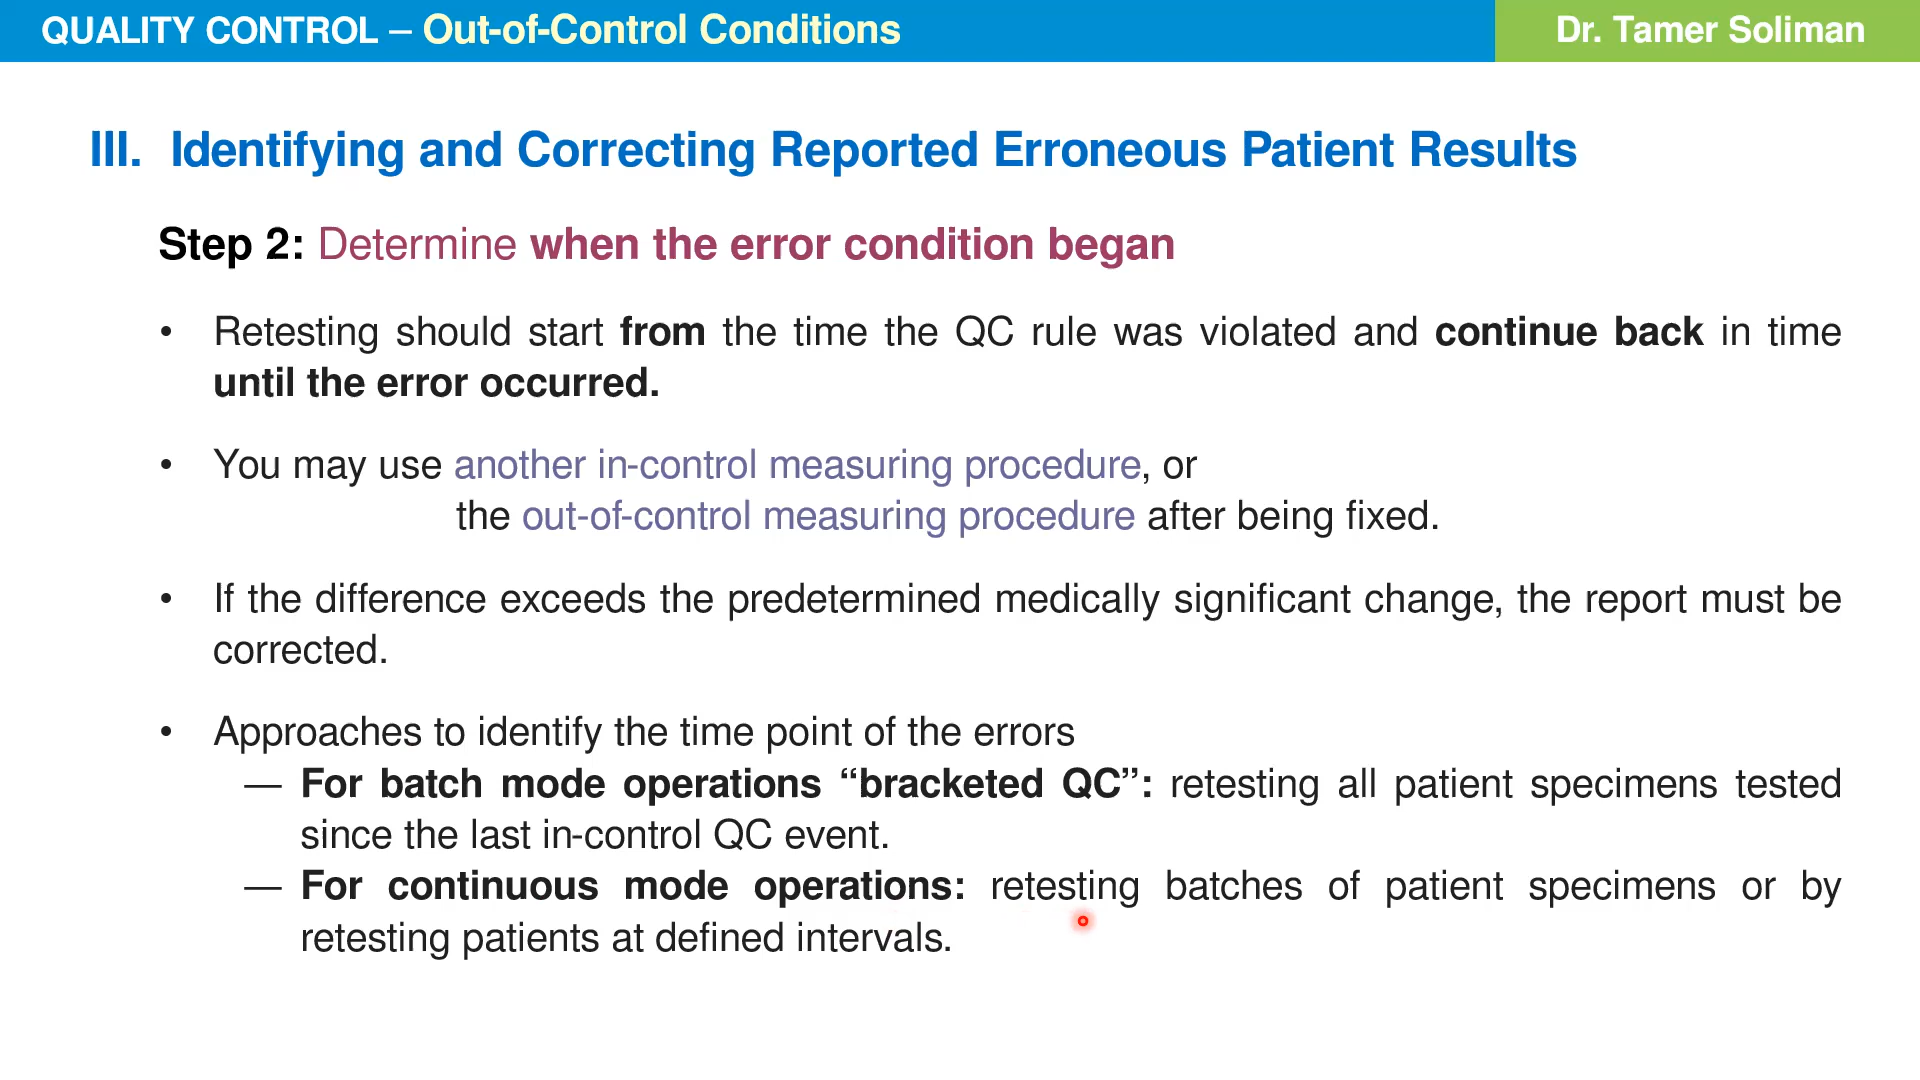 QUALITY CONTROL – Out-of-Control Conditions
Dr. Tamer Soliman
III. Identifying and Correcting Reported Erroneous Patient Results
Step 2: Determine when the error condition began
• Retesting should start from the time the QC rule was violated and continue back in time
until the error occurred.
• You may use another in-control measuring procedure, or
the out-of-control measuring procedure after being fixed.
• If the difference exceeds the predetermined medically significant change, the report must be
corrected.
• Approaches to identify the time point of the errors
— For batch mode operations “bracketed QC”: retesting all patient specimens tested
since the last in-control QC event.
— For continuous mode operations: retesting batches of patient specimens or by
retesting patients at defined intervals.